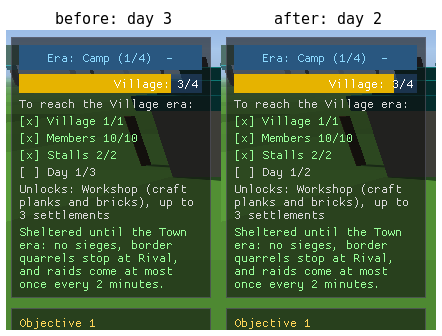 before: day 3
Era: Camp (1/4) –
Village: 3/4
To reach the Village era:
[x] Village 1/1
[x] Members 10/10
[x] Stalls 2/2
[ ] Day 1/3
Unlocks: Workshop (craft
planks and bricks), up to
3 settlements
Sheltered until the Town
era: no sieges, border
quarrels stop at Rival,
and raids come at most
once every 2 minutes.
Objective 1
after: day 2
Era: Camp (1/4) –
Village: 3/4
To reach the Village era:
[x] Village 1/1
[x] Members 10/10
[x] Stalls 2/2
[ ] Day 1/2
Unlocks: Workshop (craft
planks and bricks), up to
3 settlements
Sheltered until the Town
era: no sieges, border
quarrels stop at Rival,
and raids come at most
once every 2 minutes.
Objective 1